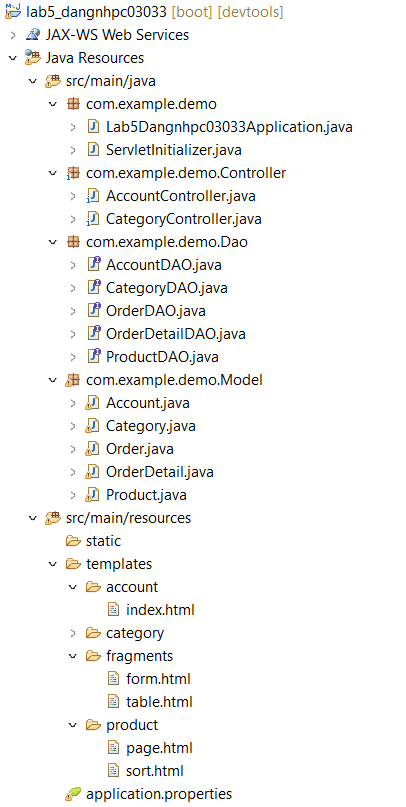 lab5_dangnhpc03033 [boot] [devtools]
JAX-WS Web Services
Java Resources
src/main/java
com.example.demo
Lab5Dangnhpc03033Application.java
ServletInitializer.java
com.example.demo.Controller
AccountController.java
CategoryController.java
com.example.demo.Dao
AccountDAO.java
CategoryDAO.java
OrderDAO.java
OrderDetailDAO.java
ProductDAO.java
com.example.demo.Model
Account.java
Category.java
Order.java
OrderDetail.java
Product.java
src/main/resources
static
templates
account
index.html
category
fragments
form.html
table.html
product
page.html
sort.html
application.properties